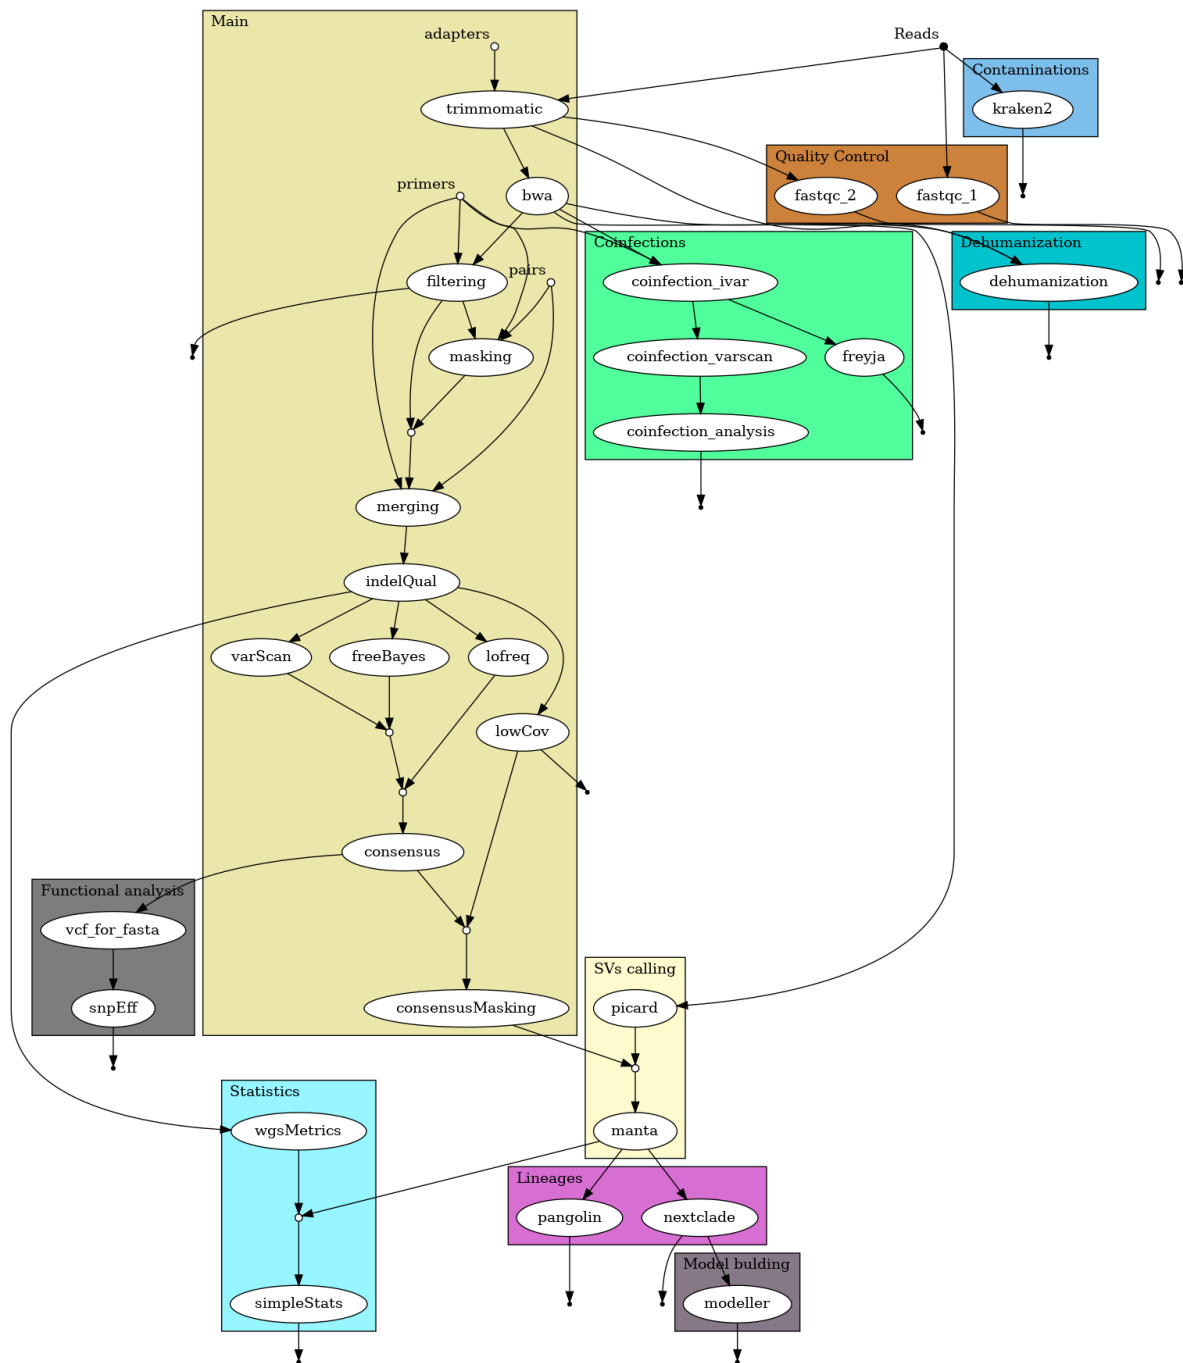 Main
adapters
Reads
Contaminations
trimmomatic
kraken2
Quality Control
primers
bwa
fastqc_2
fastqc_1
Coinfections
Dehumanization
pairs
filtering
coinfection_ivar
dehumanization
masking
coinfection_varscan
freyja
coinfection_analysis
merging
indelQual
varScan
freeBayes
lofreq
lowCov
consensus
Functional analysis
vcf_for_fasta
SVs calling
snpEff
consensusMasking
picard
Statistics
wgsMetrics
manta
Lineages
pangolin
nextclade
Model bulding
simpleStats
modeller